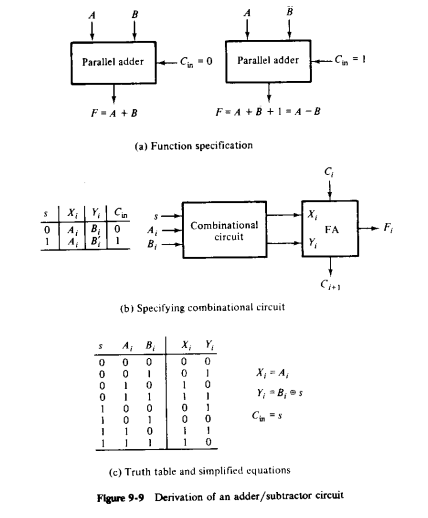 A B A B̄
Parallel adder C_in = 0 Parallel adder C_in = 1
F = A + B F = A + B̄ + 1 = A − B
(a) Function specification
C_i
s X_i Y_i C_in
0 A_i B_i 0
1 A_i B_i′ 1
s
A_i
B_i
Combinational
circuit
X_i
FA
Y_i
F_i
C_i+1
(b) Specifying combinational circuit
s A_i B_i X_i Y_i
0 0 0 0 0
0 0 1 0 1
0 1 0 1 0
0 1 1 1 1
1 0 0 0 1
1 0 1 0 0
1 1 0 1 1
1 1 1 1 0
X_i = A_i
Y_i = B_i ⊕ s
C_in = s
(c) Truth table and simplified equations
Figure 9-9 Derivation of an adder/subtractor circuit